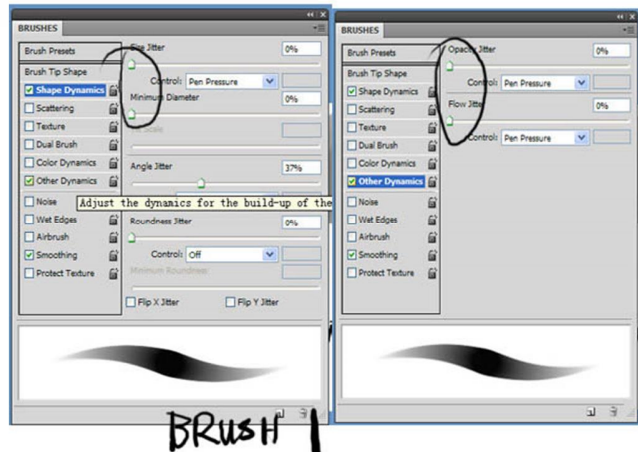 BRUSHES
Brush Presets
Brush Tip Shape
Shape Dynamics
Scattering
Texture
Dual Brush
Color Dynamics
Other Dynamics
Noise
Wet Edges
Airbrush
Smoothing
Protect Texture
Size Jitter
0%
Control: Pen Pressure
Minimum Diameter
0%
Scale
Angle Jitter
37%
Adjust the dynamics for the build-up of the
Roundness Jitter
0%
Control: Off
Minimum Roundness
Flip X Jitter
Flip Y Jitter
BRUSHES
Brush Presets
Brush Tip Shape
Shape Dynamics
Scattering
Texture
Dual Brush
Color Dynamics
Other Dynamics
Noise
Wet Edges
Airbrush
Smoothing
Protect Texture
Opacity Jitter
0%
Control: Pen Pressure
Flow Jitter
0%
Control: Pen Pressure
BRUSH 1